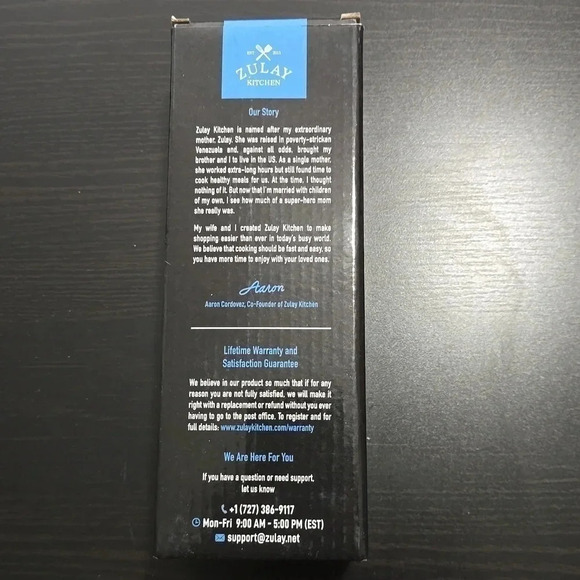 ZULAY
KITCHEN
Our Story
Zulay Kitchen is named after my extraordinary
mother, Zulay. She was raised in poverty-stricken
Venezuela and, against all odds, brought my
brother and I to live in the US. As a single mother,
she worked extra-long hours but still found time to
cook healthy meals for us. At the time, I thought
nothing of it. But now that I'm married with children
of my own, I see how much of a super-hero mom
she really was.
My wife and I created Zulay Kitchen to make
shopping easier than ever in today's busy world.
We believe that cooking should be fast and easy, so
you have more time to enjoy with your loved ones.
Aaron
Aaron Cordovez, Co-Founder of Zulay Kitchen
Lifetime Warranty and
Satisfaction Guarantee
We believe in our product so much that if for any
reason you are not fully satisfied, we will make it
right with a replacement or refund without you ever
having to go to the post office. To register and for
full details: www.zulaykitchen.com/warranty
We Are Here For You
If you have a question or need support,
let us know
+1 (727) 386-9117
Mon-Fri 9:00 AM - 5:00 PM (EST)
support@zulay.net